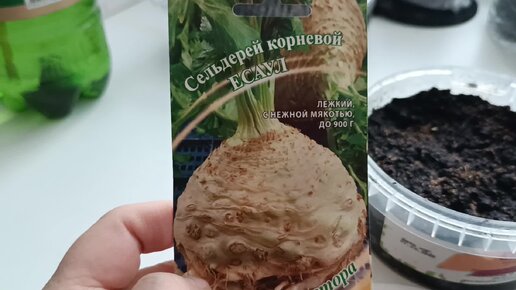 Сельдерей корневой
ЕСАУЛ
ЛЕЖКИЙ,
С НЕЖНОЙ МЯКОТЬЮ,
ДО 900 Г